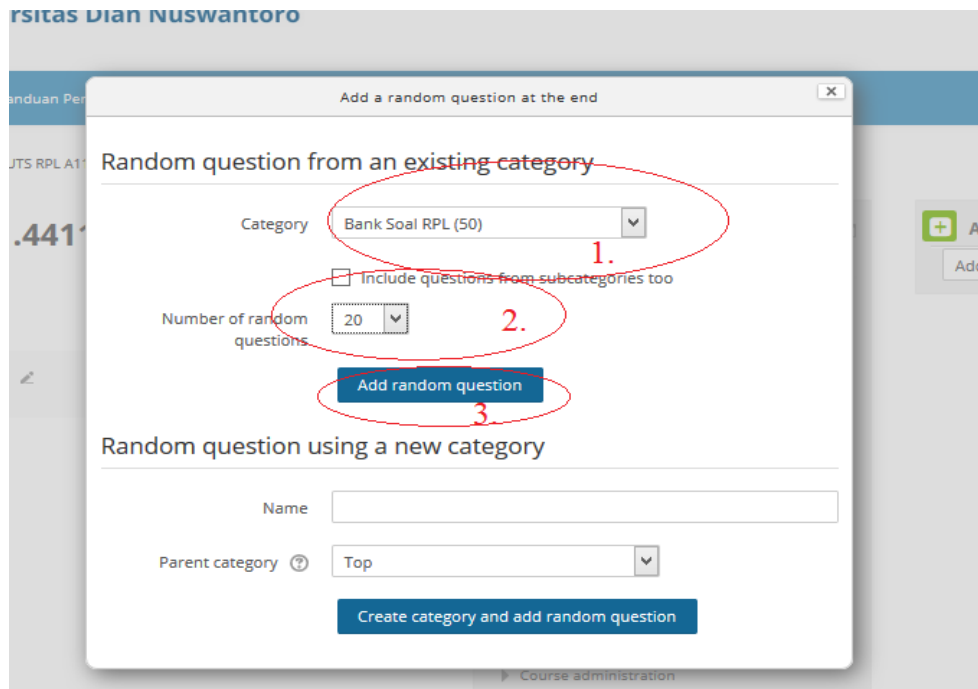 rsitas Dian Nuswantoro
anduan Per
Add a random question at the end
UTS RPL A11
Random question from an existing category
.4411
Category
Bank Soal RPL (50)
1.
Include questions from subcategories too
Number of random
questions
20
2.
Add random question
3.
Random question using a new category
Name
Parent category
Top
Create category and add random question
Course administration
A
Add